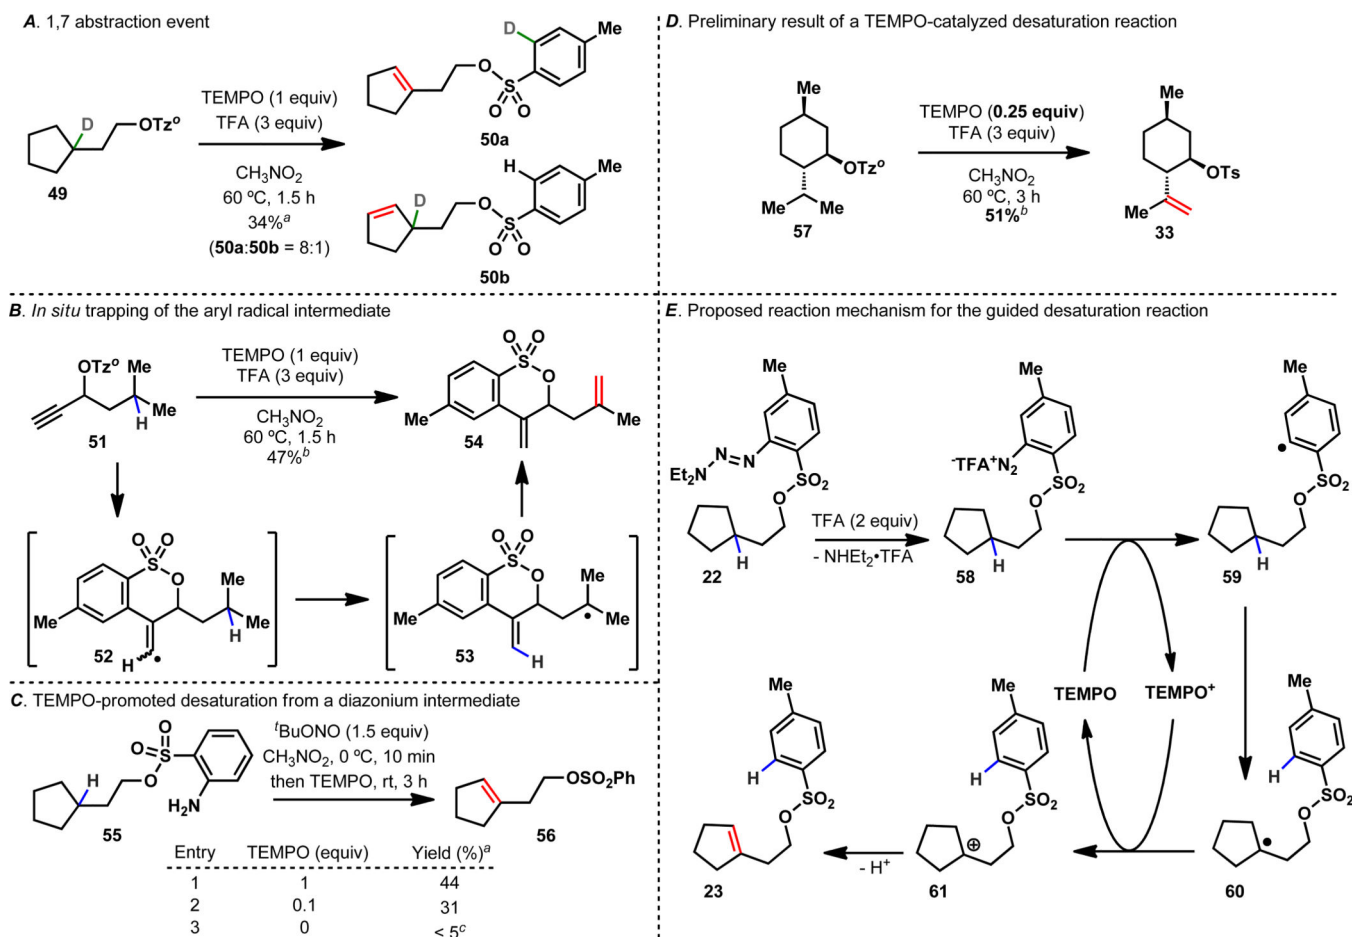 A. 1,7 abstraction event
D
OTzº
49
TEMPO (1 equiv)
TFA (3 equiv)
CH₃NO₂
60 ºC, 1.5 h
34%ᵃ
(50a:50b = 8:1)
D
Me
O
S
O O
50a
H
Me
D
O
S
O O
50b
D. Preliminary result of a TEMPO-catalyzed desaturation reaction
Me
OTzº
Me Me
57
TEMPO (0.25 equiv)
TFA (3 equiv)
CH₃NO₂
60 ºC, 3 h
51%ᵇ
Me
OTs
Me
33
B. In situ trapping of the aryl radical intermediate
OTzº
Me
Me
H
51
TEMPO (1 equiv)
TFA (3 equiv)
CH₃NO₂
60 ºC, 1.5 h
47%ᵇ
O O
S
O
Me
Me
54
O O
S
O
Me
Me
Me
H
H
52
O O
S
O
Me
Me
Me
H
53
C. TEMPO-promoted desaturation from a diazonium intermediate
H
O
O
S
O
H₂N
55
ᵗBuONO (1.5 equiv)
CH₃NO₂, 0 ºC, 10 min
then TEMPO, rt, 3 h
OSO₂Ph
56
Entry TEMPO (equiv) Yield (%)ᵃ
1 1 44
2 0.1 31
3 0 < 5ᶜ
E. Proposed reaction mechanism for the guided desaturation reaction
Me
N N
Et₂N
SO₂
O
H
22
TFA (2 equiv)
- NHEt₂•TFA
Me
⁻TFA⁺N₂
SO₂
O
H
58
Me
SO₂
O
H
59
TEMPO TEMPO⁺
Me
H
SO₂
O
23
- H⁺
Me
H
SO₂
O
⊕
61
Me
H
SO₂
O
60